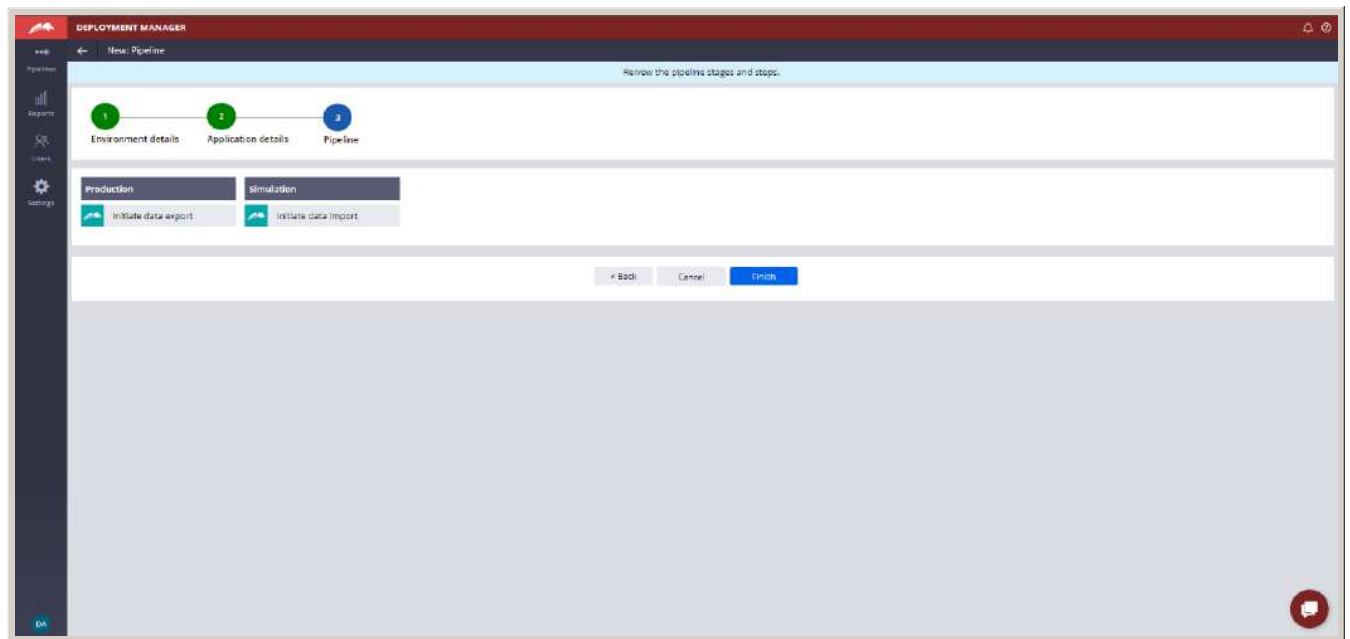 DEPLOYMENT MANAGER
New: Pipeline
Pipelines
Review the pipeline stages and steps.
Reports
1
2
3
Environment details
Application details
Pipeline
Users
Settings
Production
Simulation
Initiate data export
Initiate data import
< Back
Cancel
Finish
DA